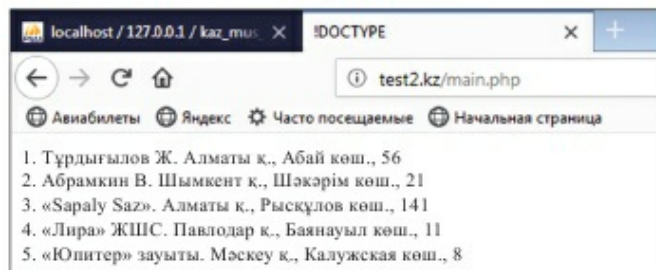 localhost / 127.0.0.1 / kaz_mus
!DOCTYPE
test2.kz/main.php
Авиабилеты Яндекс Часто посещаемые Начальная страница
1. Тұрдығылов Ж. Алматы қ., Абай көш., 56
2. Абрамкин В. Шымкент қ., Шәкәрім көш., 21
3. «Sapaly Saz». Алматы қ., Рысқұлов көш., 141
4. «Лира» ЖШС. Павлодар қ., Баянауыл көш., 11
5. «Юпитер» зауыты. Мәскеу қ., Калужская көш., 8